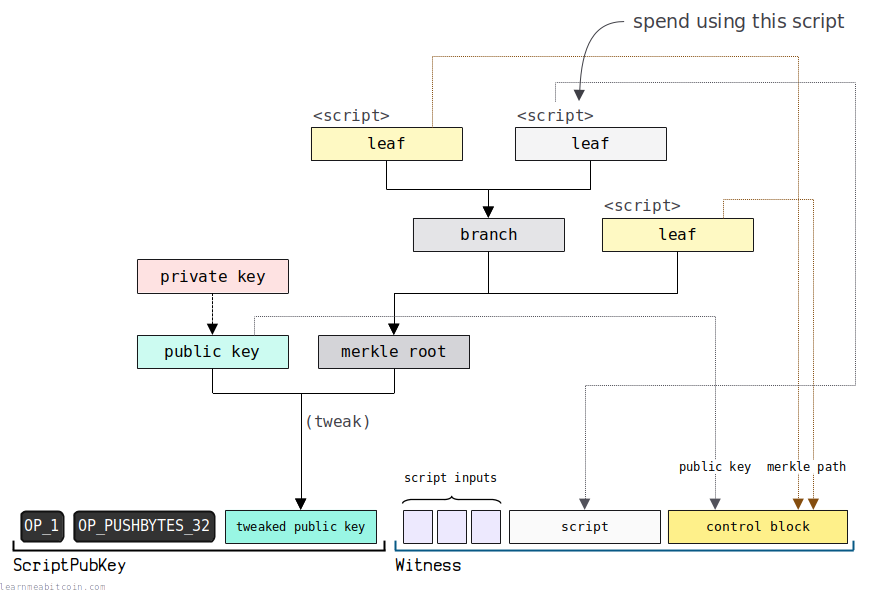 spend using this script
<script>
<script>
leaf
leaf
<script>
branch
leaf
private key
public key
merkle root
(tweak)
public key
merkle path
script inputs
OP_1
OP_PUSHBYTES_32
tweaked public key
script
control block
ScriptPubKey
Witness
learnmeabitcoin.com